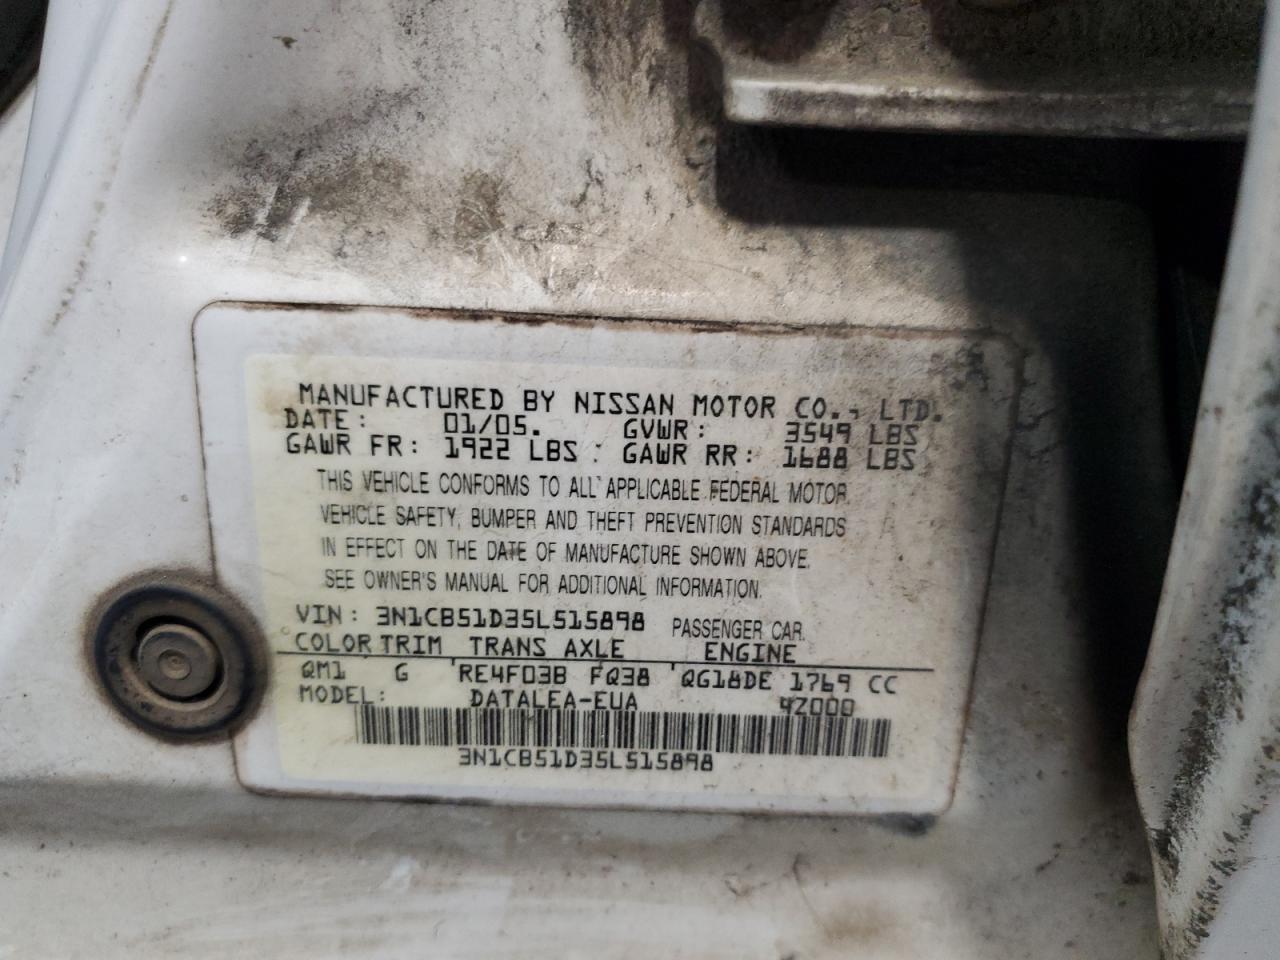 MANUFACTURED BY NISSAN MOTOR CO., LTD.
DATE: 01/05. GVWR: 3549 LBS
GAWR FR: 1922 LBS GAWR RR: 1688 LBS
THIS VEHICLE CONFORMS TO ALL APPLICABLE FEDERAL MOTOR
VEHICLE SAFETY, BUMPER AND THEFT PREVENTION STANDARDS
IN EFFECT ON THE DATE OF MANUFACTURE SHOWN ABOVE.
SEE OWNER'S MANUAL FOR ADDITIONAL INFORMATION.
VIN: 3N1CB51D35L515898 PASSENGER CAR
COLOR TRIM TRANS AXLE ENGINE
QM1 G RE4F03B FQ38 QG18DE 1769 CC
MODEL: DATALEA-EUA 4Z000
3N1CB51D35L515898